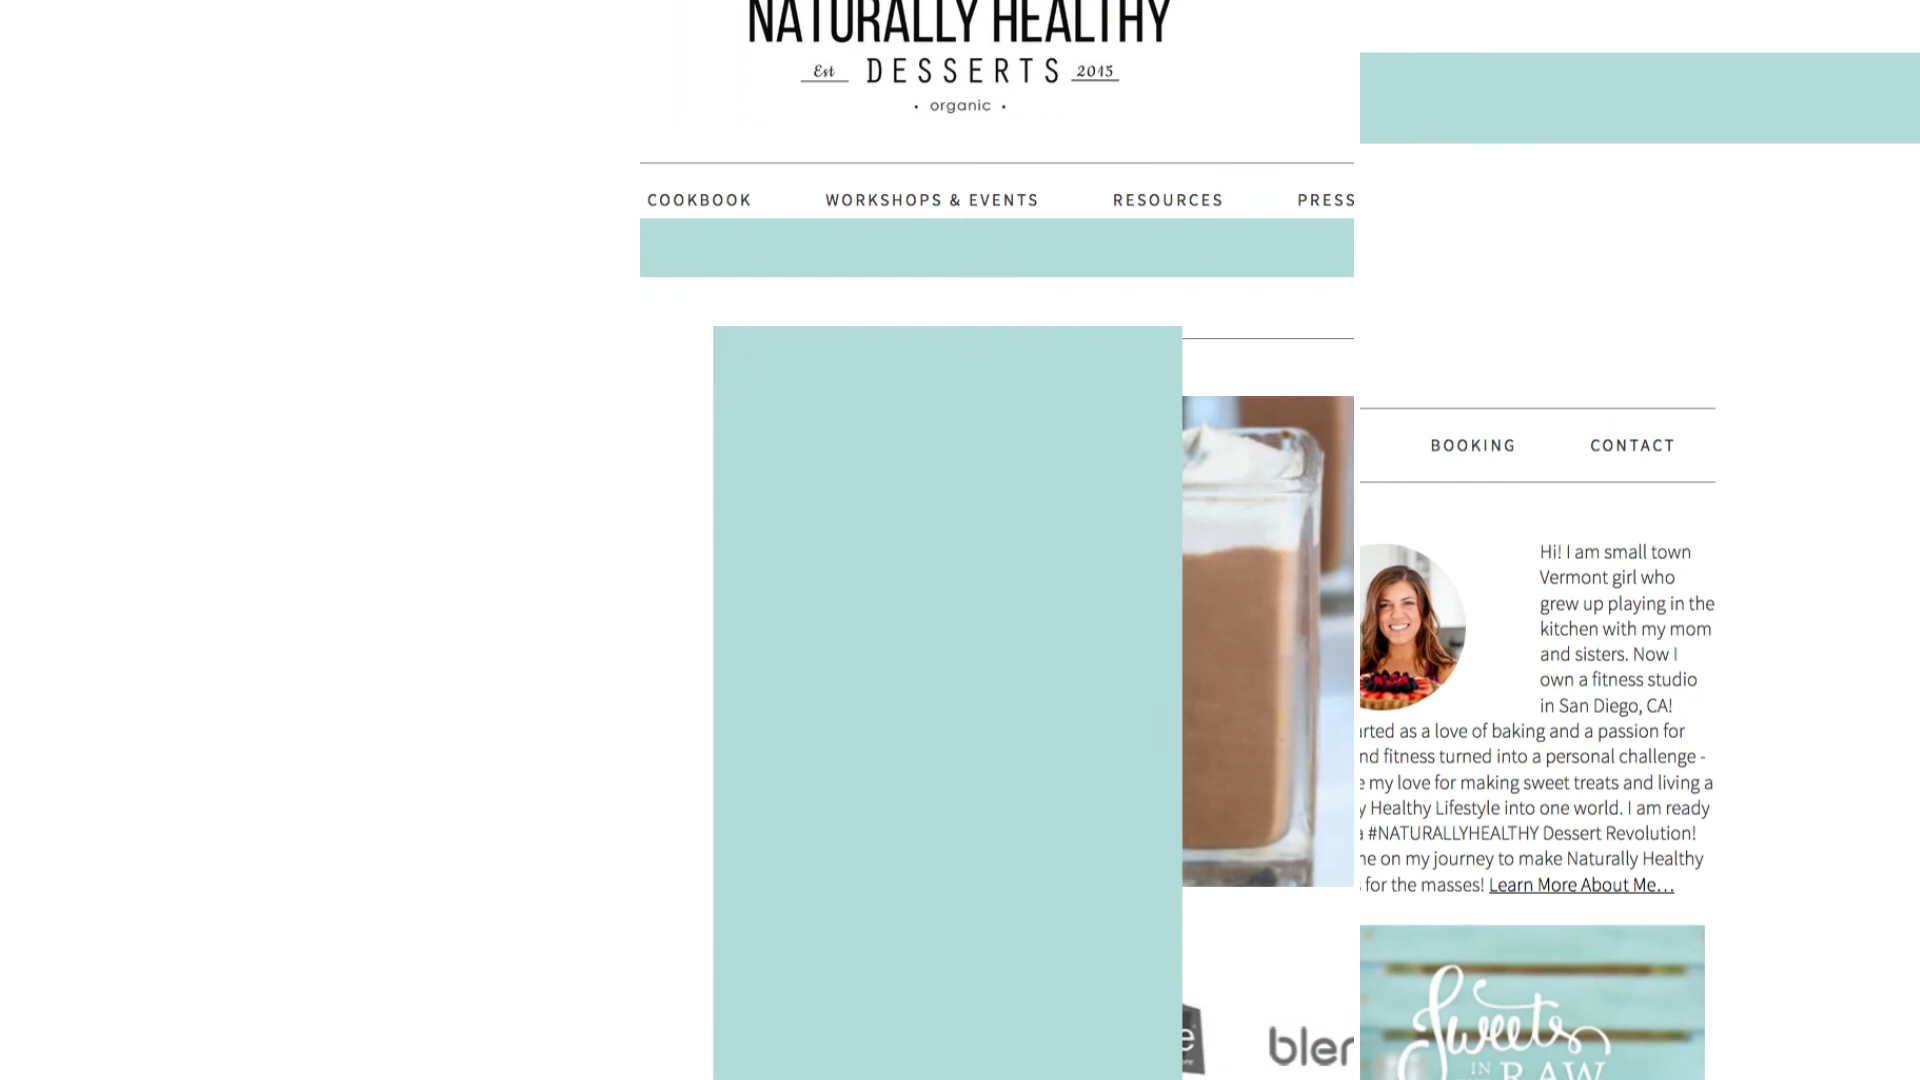 NATURALLY HEALTHY
Est DESSERTS 2015
• organic •
COOKBOOK WORKSHOPS & EVENTS RESOURCES PRESS
BOOKING CONTACT
Hi! I am small town
Vermont girl who
grew up playing in the
kitchen with my mom
and sisters. Now I
own a fitness studio
in San Diego, CA!
arted as a love of baking and a passion for
nd fitness turned into a personal challenge -
e my love for making sweet treats and living a
y Healthy Lifestyle into one world. I am ready
a #NATURALLYHEALTHY Dessert Revolution!
ne on my journey to make Naturally Healthy
for the masses! Learn More About Me...
Sweets
IN RAW
e
bler